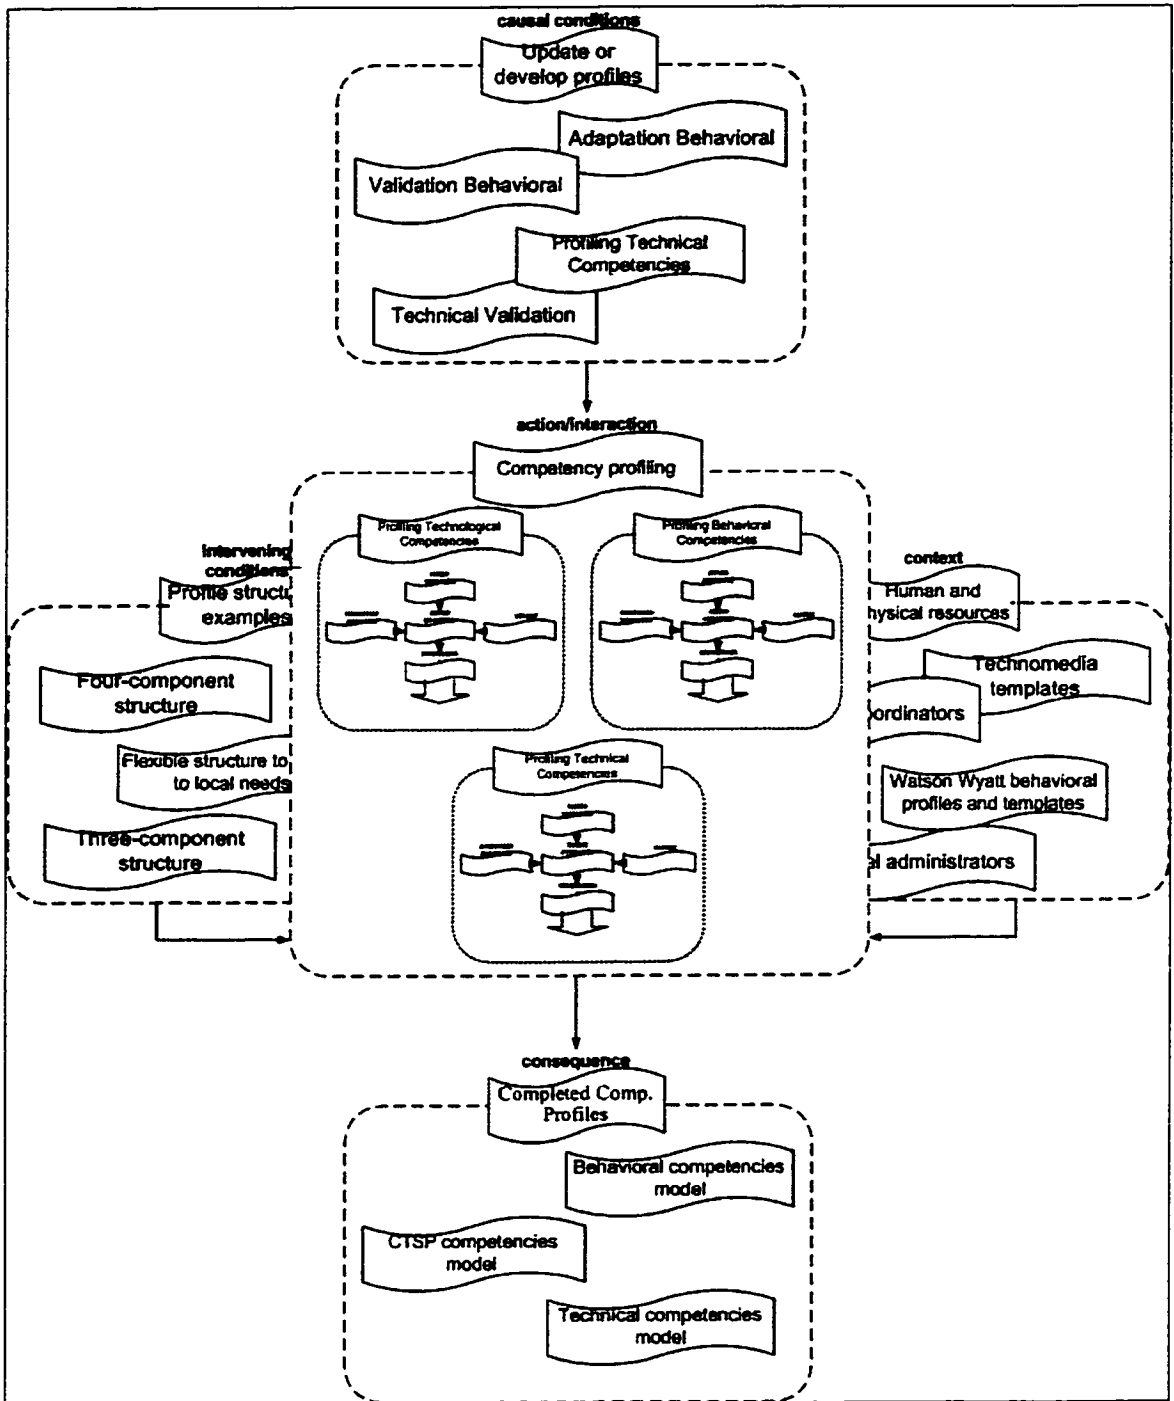 causal conditions
Update or
develop profiles
Adaptation Behavioral
Validation Behavioral
Profiling Technical
Competencies
Technical Validation
action/interaction
Competency profiling
Profiling Technological
Competencies
Profiling Behavioral
Competencies
Intervening
conditions
Profile structu
examples
Four-component
structure
Flexible structure to
to local needs
Three-component
structure
Profiling Technical
Competencies
context
Human and
hysical resources
Technomedia
templates
ordinators
Watson Wyatt behavioral
profiles and templates
el administrators
consequence
Completed Comp.
Profiles
Behavioral competencies
model
CTSP competencies
model
Technical competencies
model